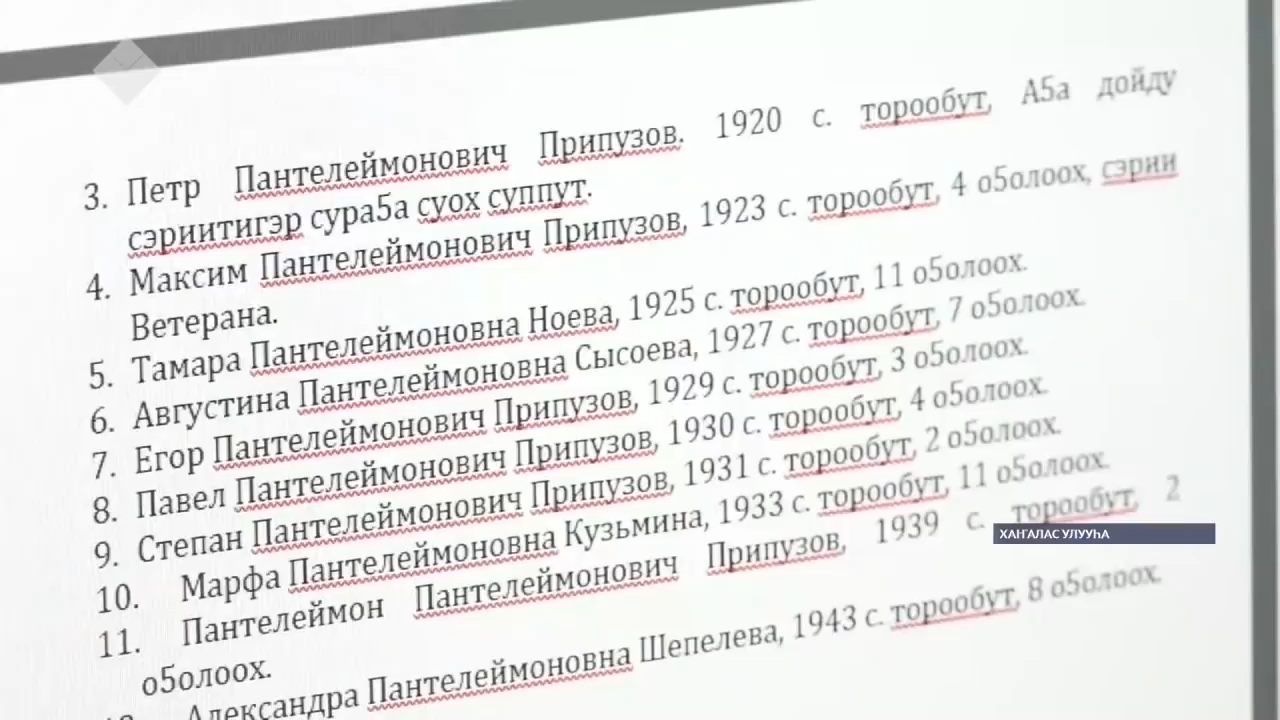 3. Петр Пантелеймонович Припузов. 1920 с. торообут, А5а дойду
сэриитигэр сура5а суох суппут.
4. Максим Пантелеймонович Припузов, 1923 с. торообут, 4 о5олоох, сэрии
Ветерана.
5. Тамара Пантелеймоновна Ноева, 1925 с. торообут, 11 о5олоох.
6. Августина Пантелеймоновна Сысоева, 1927 с. торообут, 7 о5олоох.
7. Егор Пантелеймонович Припузов, 1929 с. торообут, 3 о5олоох.
8. Павел Пантелеймонович Припузов, 1930 с. торообут, 4 о5олоох.
9. Степан Пантелеймонович Припузов, 1931 с. торообут, 2 о5олоох.
10. Марфа Пантелеймоновна Кузьмина, 1933 с. торообут, 11 о5олоох.
11. Пантелеймон Пантелеймонович Припузов, 1939 с. торообут, 2
о5олоох.
Александра Пантелеймоновна Шепелева, 1943 с. торообут, 8 о5олоох.
ХАҤАЛАС УЛУУҺА